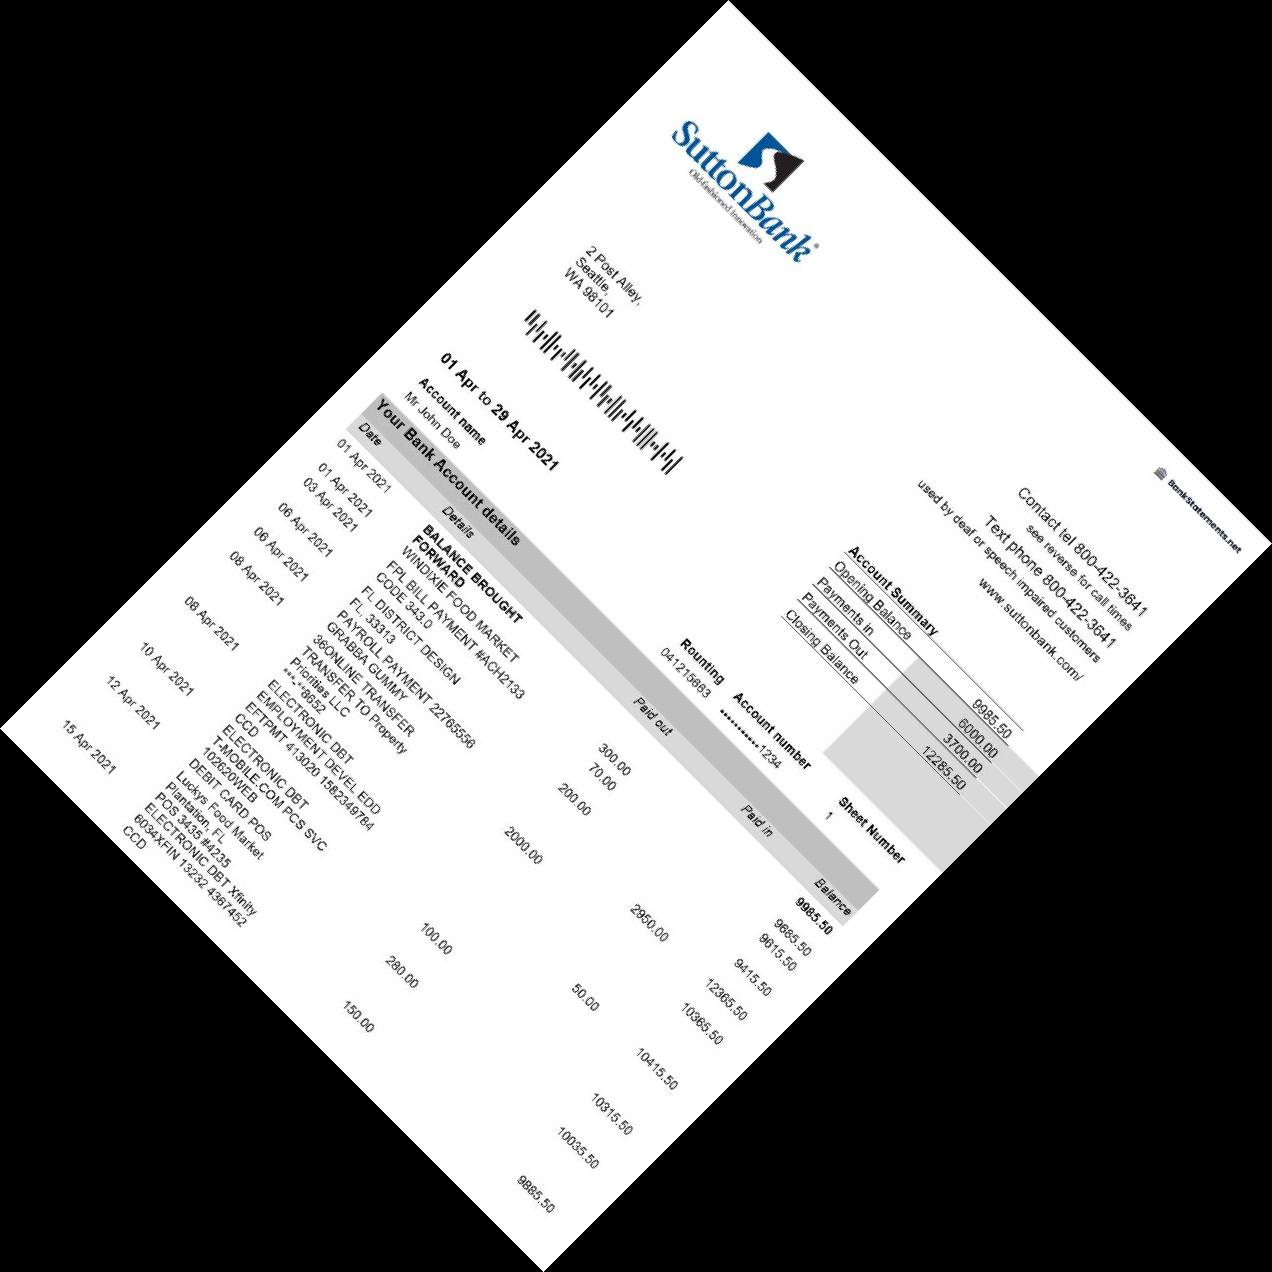 BankStatements.net
SuttonBank®
Old-fashioned Innovation
Contact tel 800-422-3641
see reverse for call times
Text phone 800-422-3641
used by deaf or speech impaired customers
www.suttonbank.com/
2 Post Alley,
Seattle,
WA 98101
Account Summary
Opening Balance 9985.50
Payments In 6000.00
Payments Out 3700.00
Closing Balance 12285.50
01 Apr to 29 Apr 2021
Account name Rounting Account number Sheet Number
Mr John Doe 041215663 ************1234 1
Your Bank Account details
Date Details Paid out Paid in Balance
01 Apr 2021 BALANCE BROUGHT 9985.50
FORWARD
01 Apr 2021 WINDIXIE FOOD MARKET 300.00 9685.50
03 Apr 2021 FPL BILL PAYMENT #ACH2133 70.00 9615.50
CODE 343.0
06 Apr 2021 FL DISTRICT DESIGN 200.00 9415.50
FL 33313
06 Apr 2021 PAYROLL PAYMENT 22765556 2950.00 12365.50
GRABBA GUMMY
08 Apr 2021 36ONLINE TRANSFER 2000.00 10365.50
TRANSFER TO Property
Priorities LLC
***-**8652
08 Apr 2021 ELECTRONIC DBT 50.00 10415.50
EMPLOYMENT DEVEL EDD
EFTPMT 413020 1582349784
CCD
10 Apr 2021 ELECTRONIC DBT 100.00 10315.50
T-MOBILE.COM PCS SVC
102620WEB
12 Apr 2021 DEBIT CARD POS 280.00 10035.50
Luckys Food Market
Plantation, FL
POS 3435 #4235
15 Apr 2021 ELECTRONIC DBT Xfinity 150.00 9885.50
6034XFIN 13232 4367452
CCD